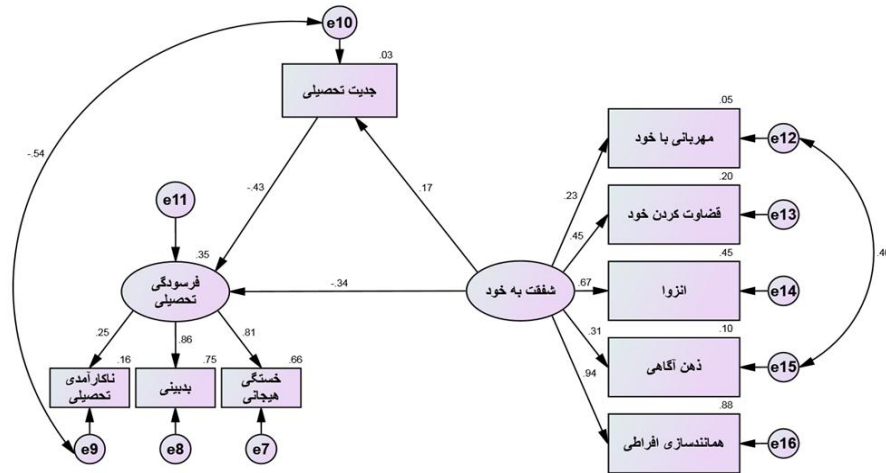 e10
.03
جدیت تحصیلی
-.54
.05
مهربانی با خود
e12
.23
-.43
.17
.20
قضاوت کردن خود
e13
.45
e11
.46
.35
فرسودگی
تحصیلی
-.34
شفقت به خود
.67
.45
انزوا
e14
.31
.10
ذهن آگاهی
e15
.25
.86
.81
.94
.16
ناکارآمدی
تحصیلی
.75
بدبینی
.66
خستگی
هیجانی
.88
همانندسازی افراطی
e16
e9
e8
e7